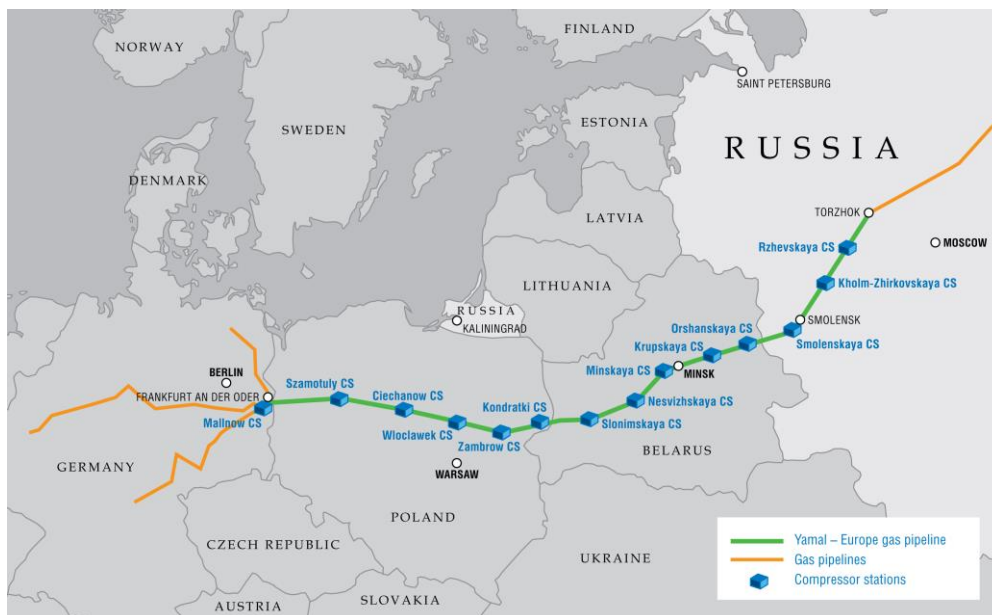 NORWAY
FINLAND
SAINT PETERSBURG
SWEDEN
ESTONIA
RUSSIA
DENMARK
LATVIA
TORZHOK
MOSCOW
Rzhevskaya CS
LITHUANIA
Kholm-Zhirkovskaya CS
RUSSIA
KALININGRAD
SMOLENSK
Orshanskaya CS
Smolenskaya CS
Krupskaya CS
BERLIN
Minskaya CS
MINSK
FRANKFURT AN DER ODER
Szamotuly CS
Ciechanow CS
Kondratki CS
Nesvizhskaya CS
Mallnow CS
Wloclawek CS
Slonimskaya CS
Zambrow CS
BELARUS
GERMANY
WARSAW
POLAND
CZECH REPUBLIC
UKRAINE
SLOVAKIA
AUSTRIA
Yamal – Europe gas pipeline
Gas pipelines
Compressor stations